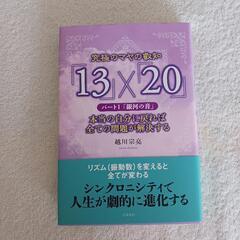 究極のマヤの叡知
『13』×『20』
パート1「銀河の音」
本当の自分に戻れば
全ての問題が解決する
越川宗亮
リズム(振動数)を変えると
全てが変わる
シンクロニシティで
人生が劇的に進化する